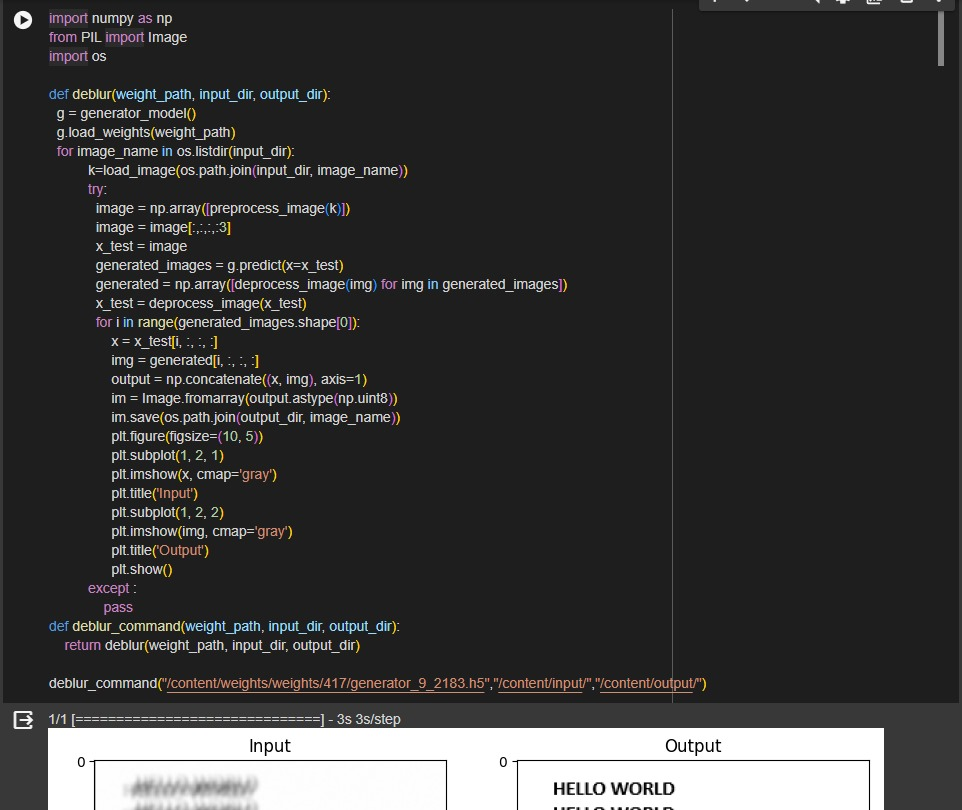 import numpy as np
from PIL import Image
import os
def deblur(weight_path, input_dir, output_dir):
g = generator_model()
g.load_weights(weight_path)
for image_name in os.listdir(input_dir):
k=load_image(os.path.join(input_dir, image_name))
try:
image = np.array([preprocess_image(k)])
image = image[:,:,:,:3]
x_test = image
generated_images = g.predict(x=x_test)
generated = np.array([deprocess_image(img) for img in generated_images])
x_test = deprocess_image(x_test)
for i in range(generated_images.shape[0]):
x = x_test[i, :, :, :]
img = generated[i, :, :, :]
output = np.concatenate((x, img), axis=1)
im = Image.fromarray(output.astype(np.uint8))
im.save(os.path.join(output_dir, image_name))
plt.figure(figsize=(10, 5))
plt.subplot(1, 2, 1)
plt.imshow(x, cmap='gray')
plt.title('Input')
plt.subplot(1, 2, 2)
plt.imshow(img, cmap='gray')
plt.title('Output')
plt.show()
except :
pass
def deblur_command(weight_path, input_dir, output_dir):
return deblur(weight_path, input_dir, output_dir)
deblur_command("/content/weights/weights/417/generator_9_2183.h5","/content/input/","/content/output/")
1/1 [==============================] - 3s 3s/step
Input Output
0 0
HELLO WORLD HELLO WORLD
HELLO WORLD